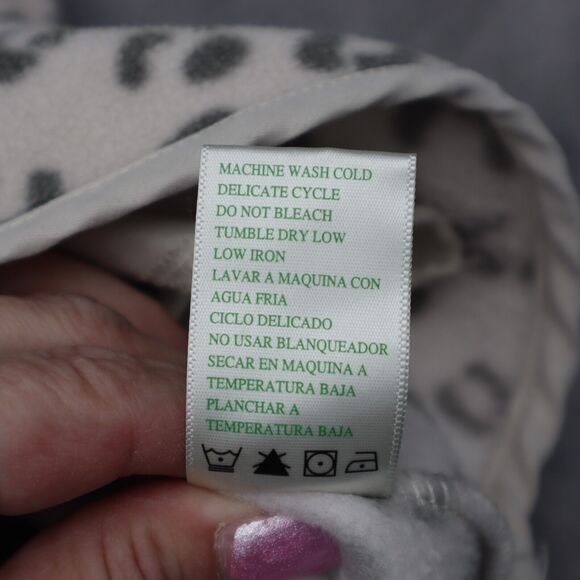 MACHINE WASH COLD
DELICATE CYCLE
DO NOT BLEACH
TUMBLE DRY LOW
LOW IRON
LAVAR A MAQUINA CON
AGUA FRIA
CICLO DELICADO
NO USAR BLANQUEADOR
SECAR EN MAQUINA A
TEMPERATURA BAJA
PLANCHAR A
TEMPERATURA BAJA